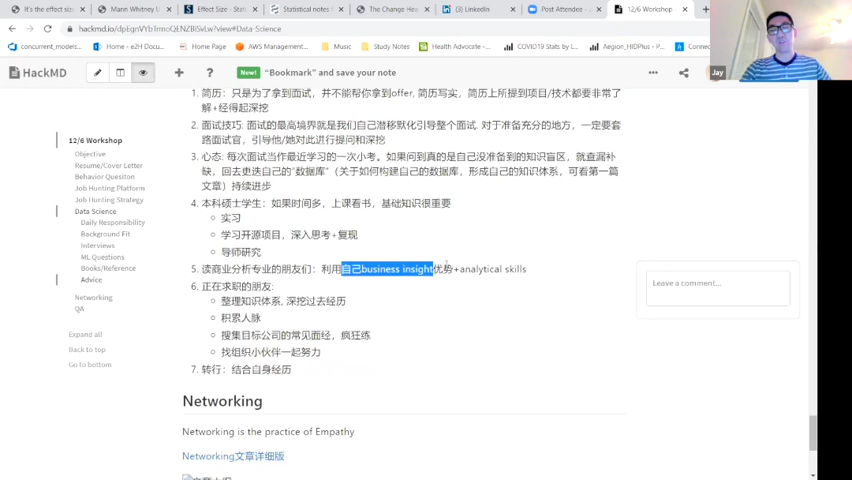 It's the effect size
Mann Whitney U
Effect Size - Stat
Statistical notes f
The Change Hea
(3) LinkedIn
Post Attendee -
12/6 Workshop
Home - e2H Docu
Home Page
AWS Management
Music
Study Notes
Health Advocate -
COVID19 Stats by L
Aegion_HIDPlus - P
Connec
HackMD
New! "Bookmark" and save your note
Jay
12/6 Workshop
Objective
Resume/Cover Letter
Behavior Quesiton
Job Hunting Platform
Job Hunting Strategy
Data Science
Daily Responsibility
Bootcamp Fit
Interviews
ML Questions
Books/Reference
Advice
Networking
QA
Expand all
Back to top
Go to bottom
1. 简历：只是为了拿到面试，并不能帮你拿到offer, 简历写实，简历上所提到项目/技术都要非常了
解+经得起深挖
2. 面试技巧: 面试的最高境界就是我们自己潜移默化引导整个面试. 对于准备充分的地方，一定要套
路面试官，引导他/她对此进行提问和深挖
3. 心态: 每次面试当作最近学习的一次小考。如果问到真的是自己没准备到的知识盲区，就查漏补
缺，回去更迭自己的"数据库"（关于如何构建自己的数据库，形成自己的知识体系，可看第一篇
文章）持续进步
4. 本科硕士学生：如果时间多，上课看书，基础知识很重要
实习
学习开源项目，深入思考+复现
导师研究
5. 读商业分析专业的朋友们：利用自己business insight优势+analytical skills
6. 正在求职的朋友:
整理知识体系, 深挖过去经历
积累人脉
搜集目标公司的常见面经，疯狂练
找组织小伙伴一起努力
7. 转行：结合自身经历
Networking
Networking is the practice of Empathy
Networking文章详细版
Leave a comment...